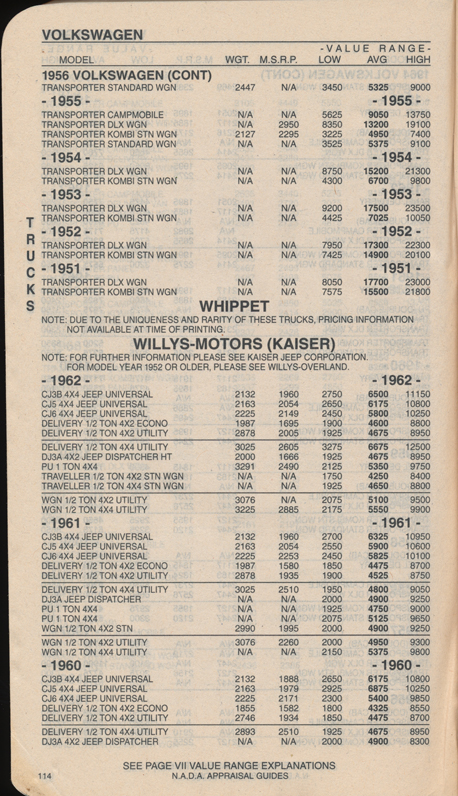 VOLKSWAGEN
-VALUE RANGE-
MODEL WGT. M.S.R.P. LOW AVG HIGH
1956 VOLKSWAGEN (CONT)
TRANSPORTER STANDARD WGN 2447 N/A 3450 5325 9000
- 1955 - - 1955 -
TRANSPORTER CAMPMOBILE N/A N/A 5625 9050 13750
TRANSPORTER DLX WGN N/A 2950 8350 13200 19100
TRANSPORTER KOMBI STN WGN 2127 2295 3225 4950 7400
TRANSPORTER STANDARD WGN N/A N/A 3525 5375 9100
- 1954 - - 1954 -
TRANSPORTER DLX WGN N/A N/A 8750 15200 21300
TRANSPORTER KOMBI STN WGN N/A N/A 4300 6700 9800
- 1953 - - 1953 -
TRANSPORTER DLX WGN N/A N/A 9200 17500 23500
TRANSPORTER KOMBI STN WGN N/A N/A 4425 7025 10050
- 1952 - - 1952 -
TRANSPORTER DLX WGN N/A N/A 7950 17300 22300
TRANSPORTER KOMBI STN WGN N/A N/A 7425 14900 20100
- 1951 - - 1951 -
TRANSPORTER DLX WGN N/A N/A 8050 17700 23000
TRANSPORTER KOMBI STN WGN N/A N/A 7575 15500 21800
TRUCKS
WHIPPET
NOTE: DUE TO THE UNIQUENESS AND RARITY OF THESE TRUCKS, PRICING INFORMATION
NOT AVAILABLE AT TIME OF PRINTING.
WILLYS-MOTORS (KAISER)
NOTE: FOR FURTHER INFORMATION PLEASE SEE KAISER JEEP CORPORATION.
FOR MODEL YEAR 1952 OR OLDER, PLEASE SEE WILLYS-OVERLAND.
- 1962 - - 1962 -
CJ3B 4X4 JEEP UNIVERSAL 2132 1960 2750 6500 11150
CJ5 4X4 JEEP UNIVERSAL 2163 2054 2650 6175 10800
CJ6 4X4 JEEP UNIVERSAL 2225 2149 2450 5800 10250
DELIVERY 1/2 TON 4X2 ECONO 1987 1695 1900 4600 8800
DELIVERY 1/2 TON 4X2 UTILITY 2878 2005 1925 4675 8950
DELIVERY 1/2 TON 4X4 UTILITY 3025 2605 3275 6675 12500
DJ3A 4X2 JEEP DISPATCHER HT 2000 1666 1925 4675 8950
PU 1 TON 4X4 3291 2490 2125 5350 9750
TRAVELLER 1/2 TON 4X2 STN WGN N/A N/A 1750 4250 8400
TRAVELLER 1/2 TON 4X4 STN WGN N/A N/A 1925 4650 8800
WGN 1/2 TON 4X2 UTILITY 3076 N/A 2075 5100 9500
WGN 1/2 TON 4X4 UTILITY 3225 2885 2175 5550 9900
- 1961 - - 1961 -
CJ3B 4X4 JEEP UNIVERSAL 2132 1960 2700 6325 10950
CJ5 4X4 JEEP UNIVERSAL 2163 2054 2550 5900 10600
CJ6 4X4 JEEP UNIVERSAL 2225 2253 2450 5825 10100
DELIVERY 1/2 TON 4X2 ECONO 1987 1580 1850 4475 8700
DELIVERY 1/2 TON 4X2 UTILITY 2878 1935 1900 4525 8750
DELIVERY 1/2 TON 4X4 UTILITY 3025 2510 1950 4800 9050
DJ3A JEEP DISPATCHER N/A N/A 2000 4900 9250
PU 1 TON 4X4 N/A N/A 1925 4750 9000
PU 1 TON 4X4 N/A N/A 2075 5125 9650
WGN 1/2 TON 4X2 STN 2990 1995 2000 4900 9250
WGN 1/2 TON 4X2 UTILITY 3076 2260 2000 4950 9300
WGN 1/2 TON 4X4 UTILITY N/A N/A 2150 5375 9800
- 1960 - - 1960 -
CJ3B 4X4 JEEP UNIVERSAL 2132 1888 2650 6175 10800
CJ5 4X4 JEEP UNIVERSAL 2163 1979 2925 6875 10250
CJ6 4X4 JEEP UNIVERSAL 2225 2171 2300 5400 9850
DELIVERY 1/2 TON 4X2 ECONO 1855 1582 1800 4325 8550
DELIVERY 1/2 TON 4X2 UTILITY 2746 1934 1850 4475 8700
DELIVERY 1/2 TON 4X4 UTILITY 2893 2510 1925 4675 8950
DJ3A 4X2 JEEP DISPATCHER N/A N/A 2000 4900 8300
SEE PAGE VII VALUE RANGE EXPLANATIONS
114 N.A.D.A. APPRAISAL GUIDES